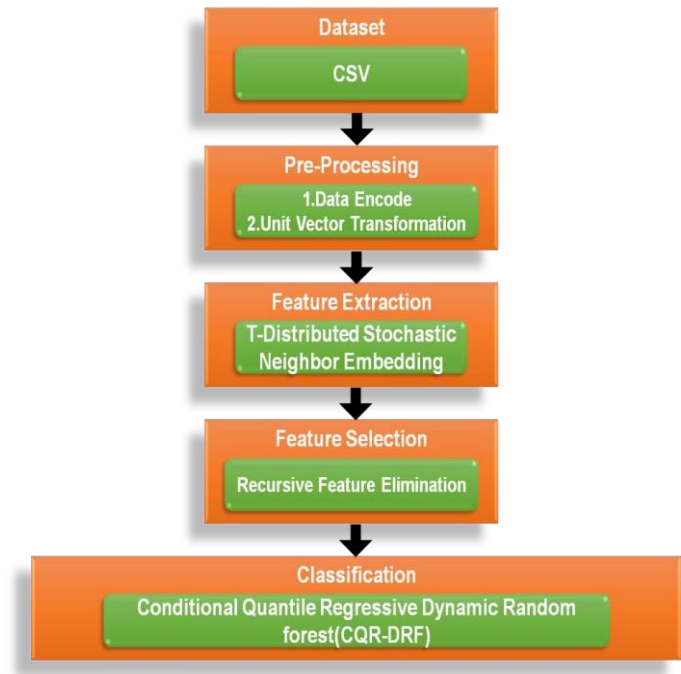 Dataset
CSV
Pre-Processing
1.Data Encode
2.Unit Vector Transformation
Feature Extraction
T-Distributed Stochastic
Neighbor Embedding
Feature Selection
Recursive Feature Elimination
Classification
Conditional Quantile Regressive Dynamic Random
forest(CQR-DRF)